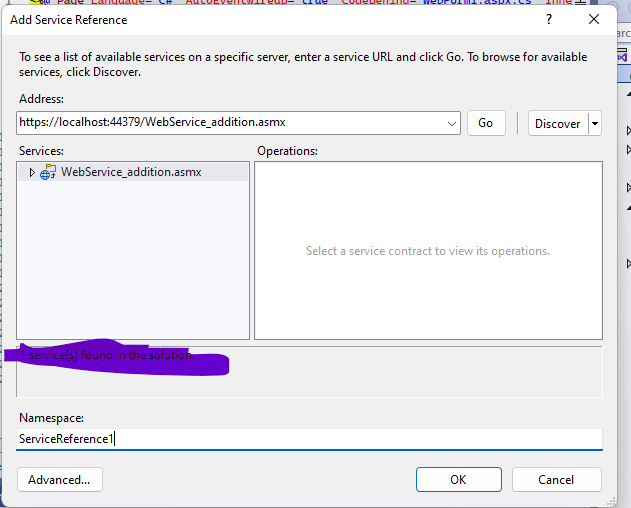 <%@ Page Language="C#" AutoEventWireup="true" CodeBehind="WebForm1.aspx.cs" Inhe
Add Service Reference
?
To see a list of available services on a specific server, enter a service URL and click Go. To browse for available
services, click Discover.
Address:
https://localhost:44379/WebService_addition.asmx
Go
Discover
Services:
Operations:
WebService_addition.asmx
Select a service contract to view its operations.
1 service(s) found in the solution
Namespace:
ServiceReference1
Advanced...
OK
Cancel